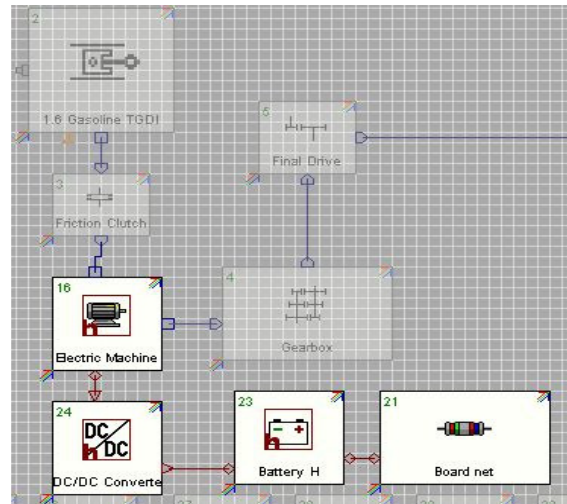 2
1.6 Gasoline TGDI
3
Friction Clutch
Final Drive
16
h
Electric Machine
4
Gearbox
24
DC/DC
h
DC/DC Converte
23
- +
h
Battery H
21
Board net